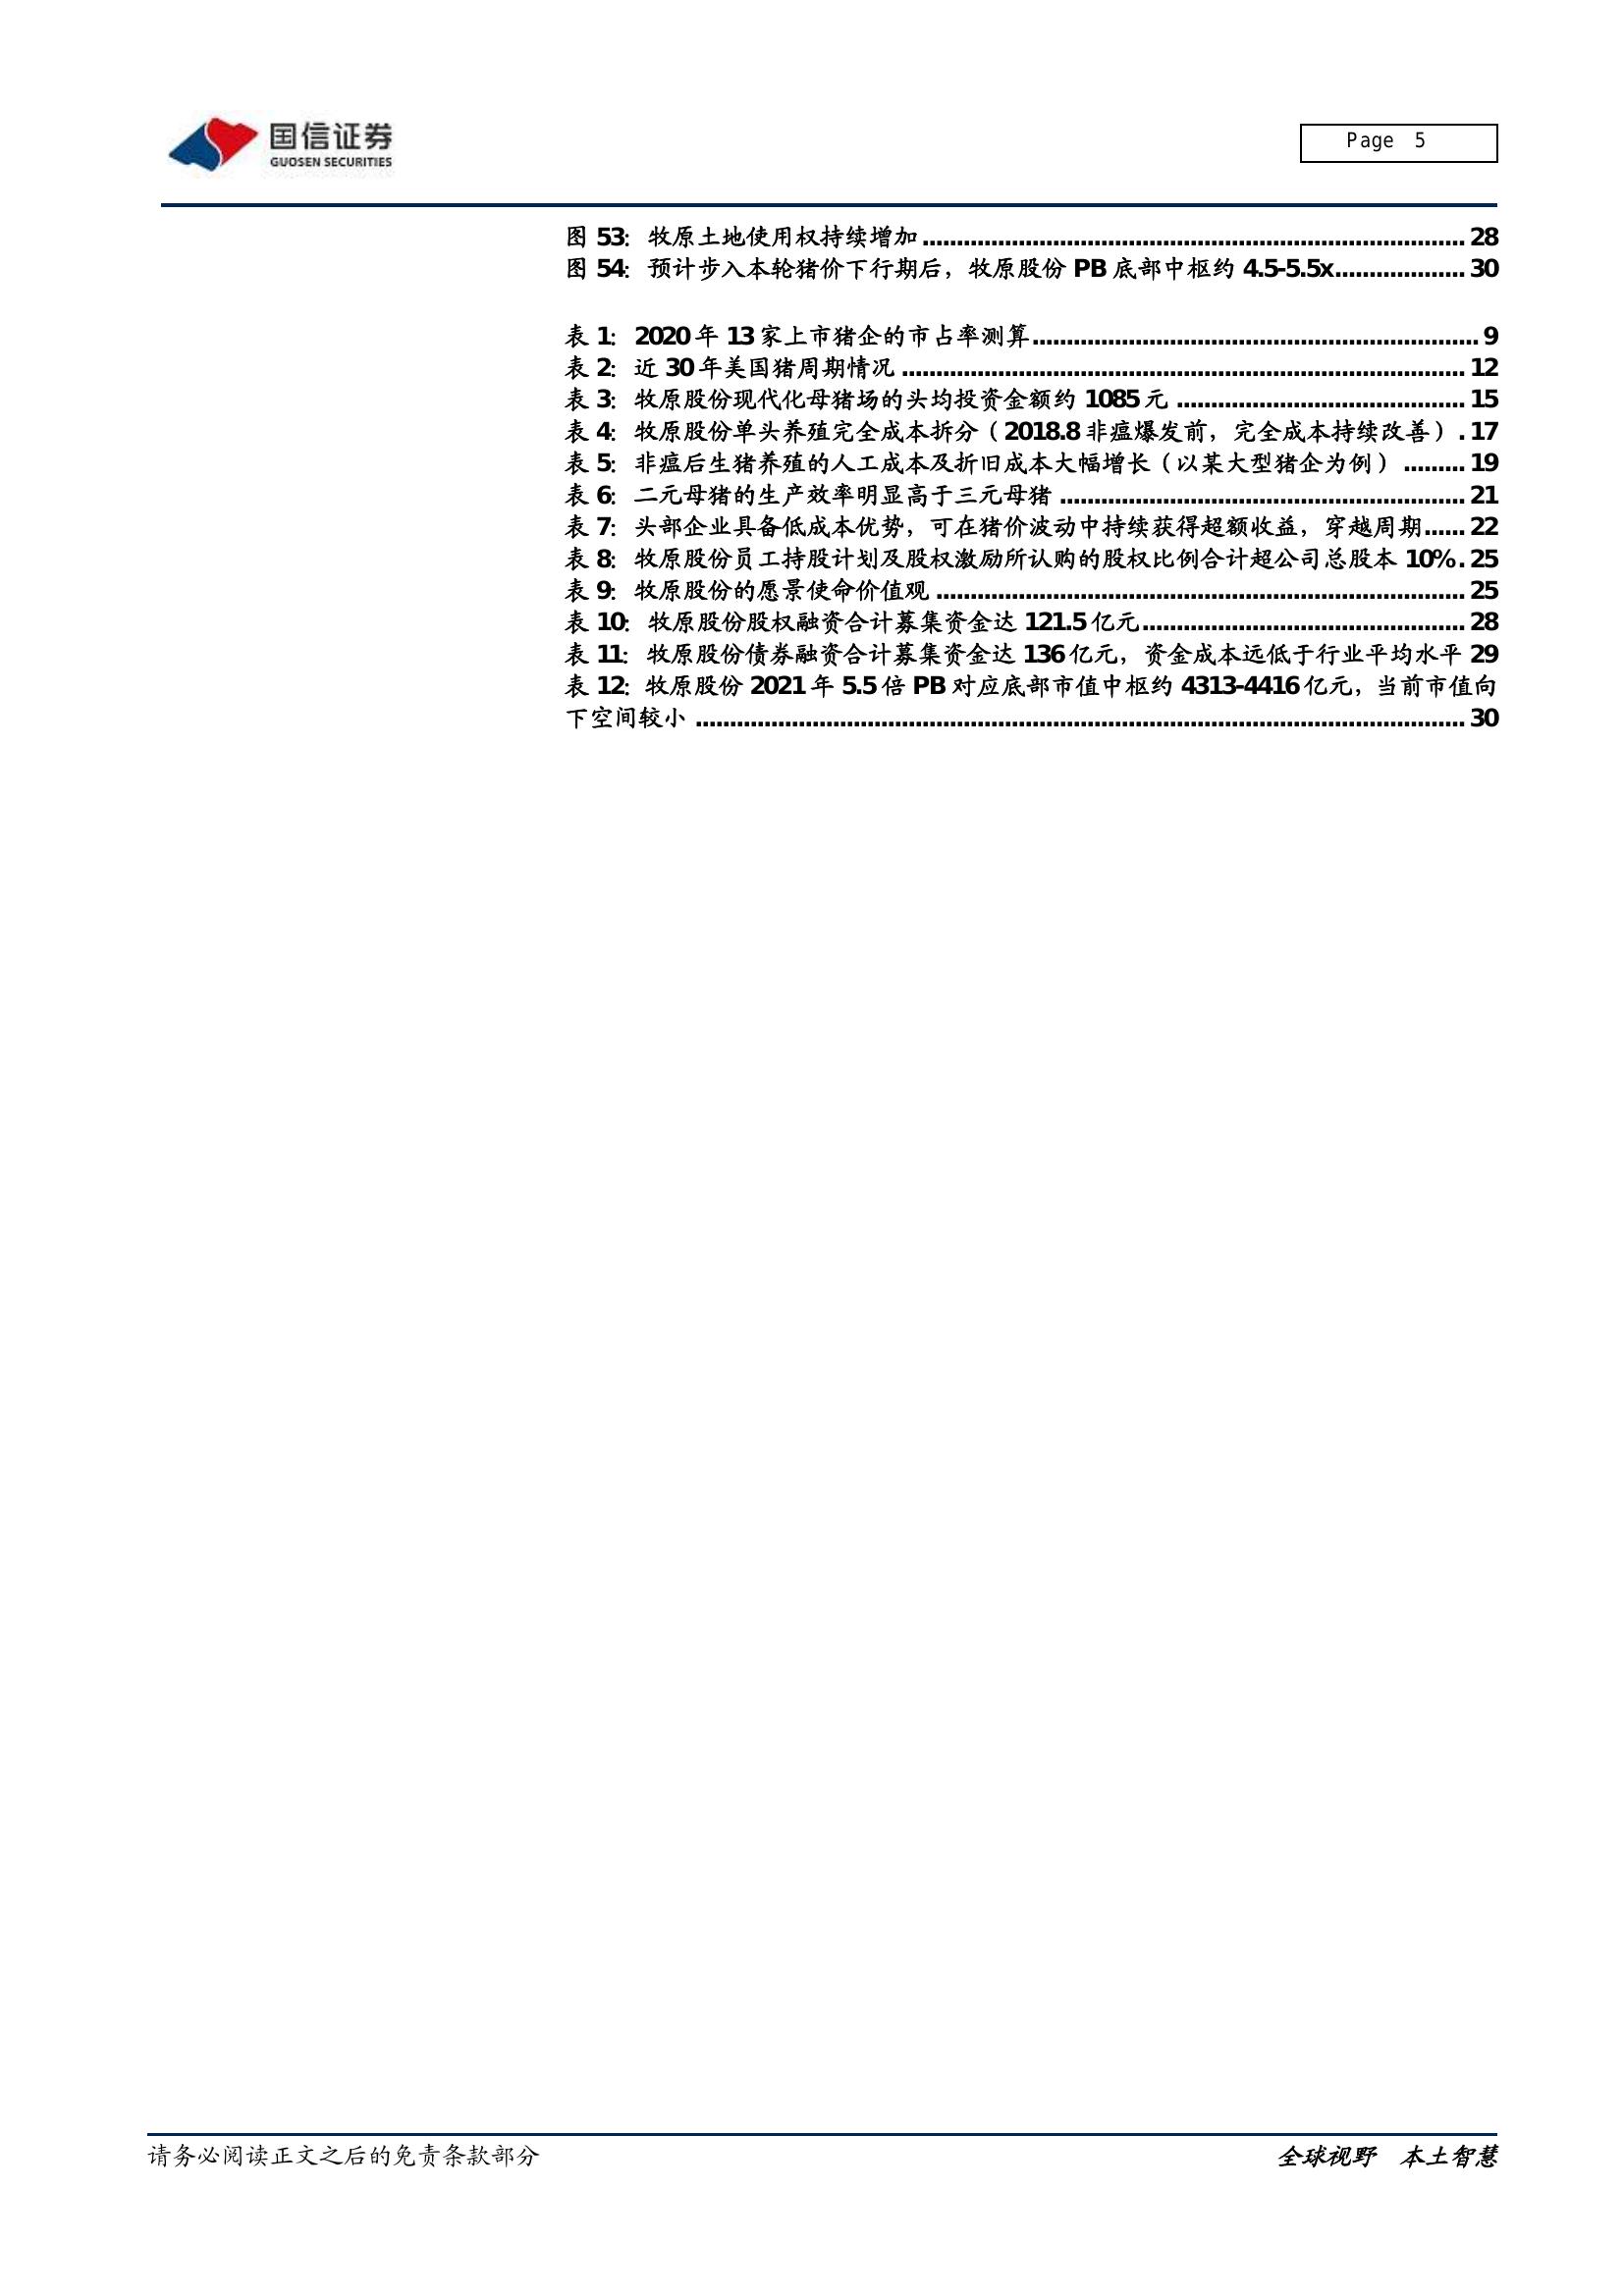 国信证券
GUOSEN SECURITIES
Page 5
图 53：牧原土地使用权持续增加........................................ 28
图 54：预计步入本轮猪价下行期后，牧原股份 PB 底部中枢约 4.5-5.5x................... 30
表 1：2020 年 13 家上市猪企的市占率测算........................................ 9
表 2：近 30 年美国猪周期情况 ........................................ 12
表 3：牧原股份现代化母猪场的头均投资金额约 1085 元 ........................................ 15
表 4：牧原股份单头养殖完全成本拆分（2018.8 非瘟爆发前，完全成本持续改善）. 17
表 5：非瘟后生猪养殖的人工成本及折旧成本大幅增长（以某大型猪企为例） ......... 19
表 6：二元母猪的生产效率明显高于三元母猪 ........................................ 21
表 7：头部企业具备低成本优势，可在猪价波动中持续获得超额收益，穿越周期...... 22
表 8：牧原股份员工持股计划及股权激励所认购的股权比例合计超公司总股本 10%. 25
表 9：牧原股份的愿景使命价值观 ........................................ 25
表 10：牧原股份股权融资合计募集资金达 121.5 亿元........................................ 28
表 11：牧原股份债券融资合计募集资金达 136 亿元，资金成本远低于行业平均水平 29
表 12：牧原股份 2021 年 5.5 倍 PB 对应底部市值中枢约 4313-4416 亿元，当前市值向
下空间较小 ........................................ 30
请务必阅读正文之后的免责条款部分
全球视野 本土智慧